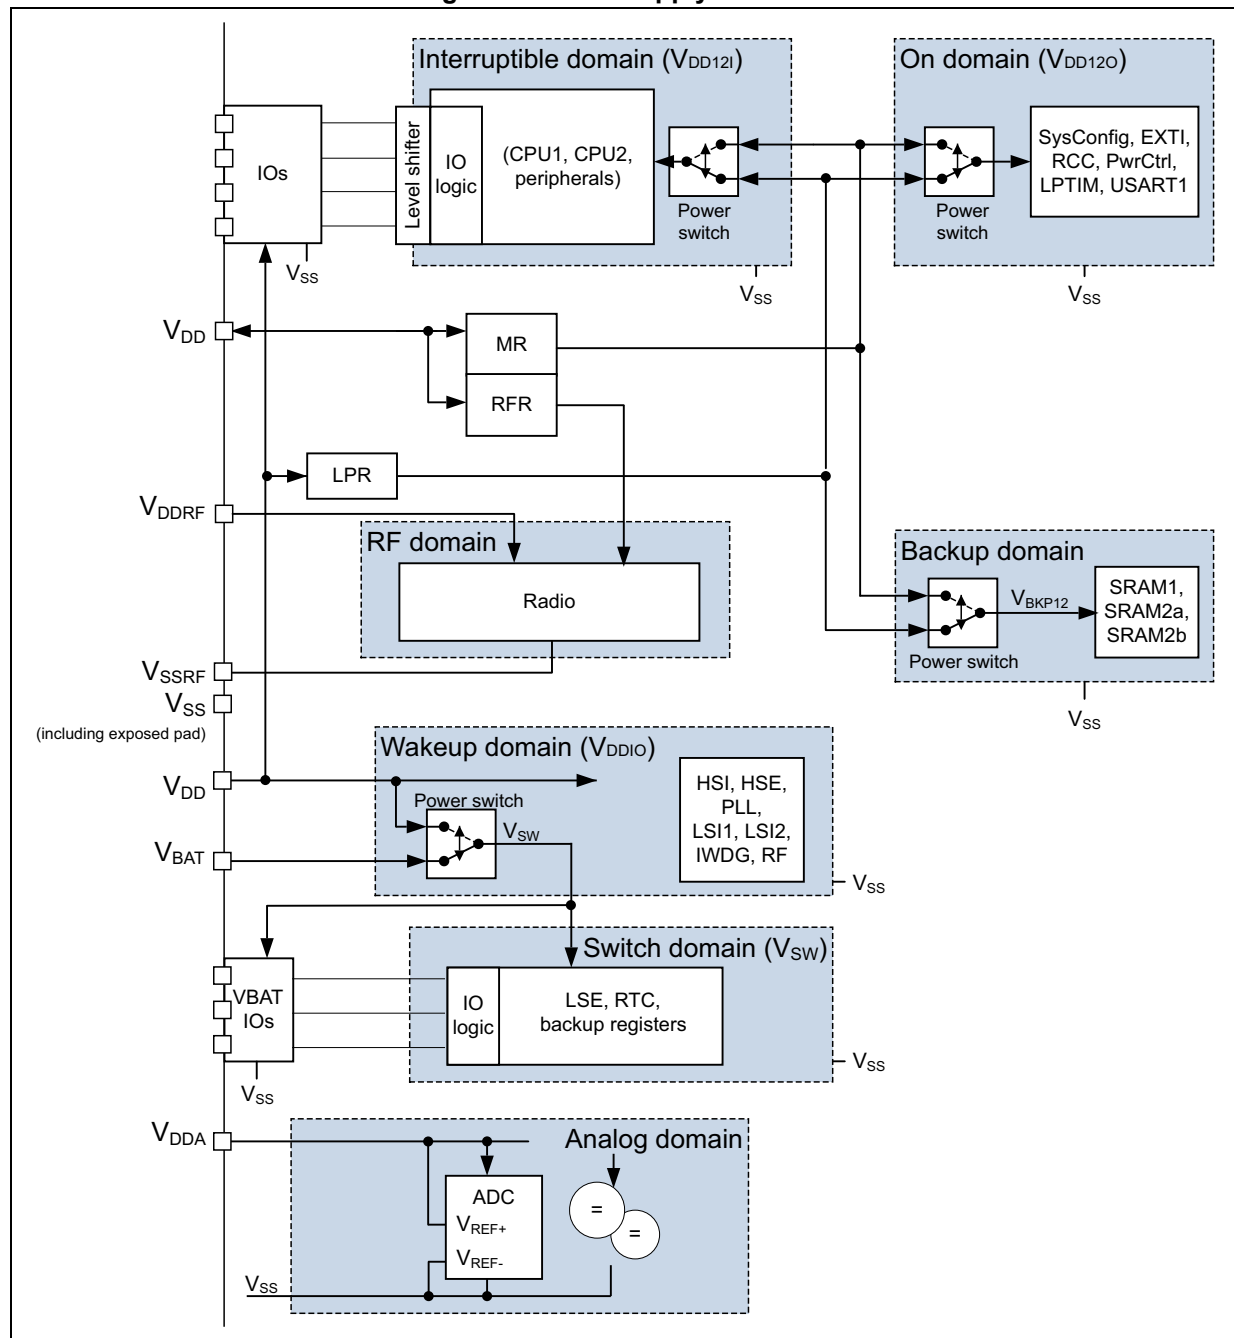 Interruptible domain (VDD12I)
On domain (VDD12O)
IOs
Level shifter
IO
logic
(CPU1, CPU2,
peripherals)
Power
switch
Power
switch
SysConfig, EXTI,
RCC, PwrCtrl,
LPTIM, USART1
VSS
VSS
VSS
VDD
MR
RFR
LPR
VDDRF
RF domain
Radio
Backup domain
VBKP12
SRAM1,
SRAM2a,
SRAM2b
Power switch
VSS
VSSRF
VSS
(including exposed pad)
Wakeup domain (VDDIO)
VDD
Power switch
VSW
HSI, HSE,
PLL,
LSI1, LSI2,
IWDG, RF
VBAT
VSS
Switch domain (VSW)
VBAT
IOs
IO
logic
LSE, RTC,
backup registers
VSS
VSS
VDDA
Analog domain
ADC
VREF+
VREF-
=
=
VSS